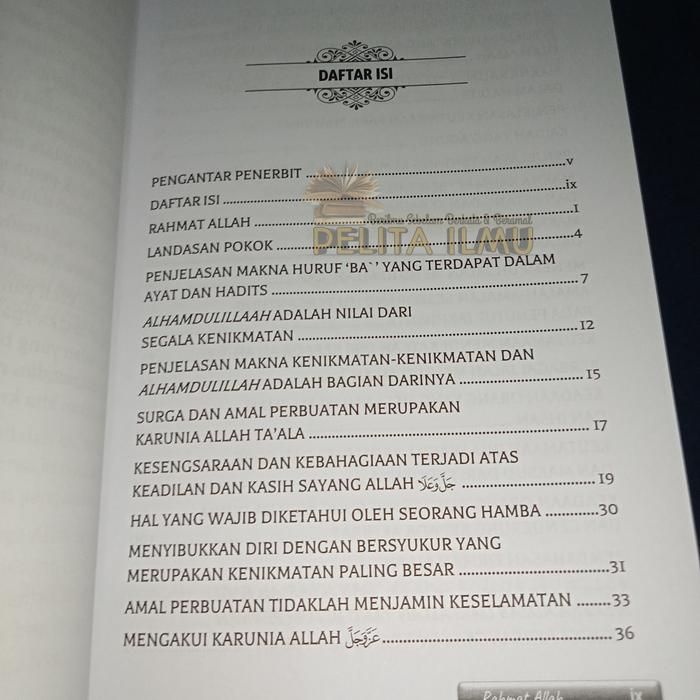 DAFTAR ISI
PENGANTAR PENERBIT ........ v
DAFTAR ISI ........ ix
RAHMAT ALLAH ........ 1
Bersama Menebar Berbakti & Beramal
LANDASAN POKOK ........ 4
PELITA ILMU
PENJELASAN MAKNA HURUF 'BA`' YANG TERDAPAT DALAM
AYAT DAN HADITS ........ 7
ALHAMDULILLAAH ADALAH NILAI DARI
SEGALA KENIKMATAN ........ 12
PENJELASAN MAKNA KENIKMATAN-KENIKMATAN DAN
ALHAMDULILLAH ADALAH BAGIAN DARINYA ........ 15
SURGA DAN AMAL PERBUATAN MERUPAKAN
KARUNIA ALLAH TA'ALA ........ 17
KESENGSARAAN DAN KEBAHAGIAAN TERJADI ATAS
KEADILAN DAN KASIH SAYANG ALLAH جَلَّ وَعَلَا ........ 19
HAL YANG WAJIB DIKETAHUI OLEH SEORANG HAMBA ........ 30
MENYIBUKKAN DIRI DENGAN BERSYUKUR YANG
MERUPAKAN KENIKMATAN PALING BESAR ........ 31
AMAL PERBUATAN TIDAKLAH MENJAMIN KESELAMATAN ........ 33
MENGAKUI KARUNIA ALLAH عَزَّوَجَلَّ ........ 36
Rahmat Allah ix